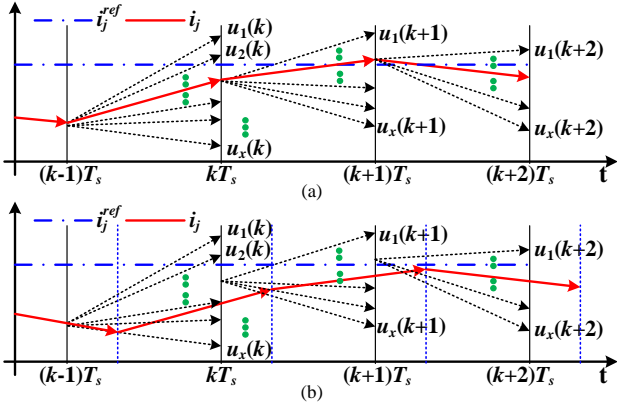 i_j^ref i_j
u_1(k)
u_2(k)
u_x(k)
u_1(k+1)
u_x(k+1)
u_1(k+2)
u_x(k+2)
(k-1)T_s kT_s (k+1)T_s (k+2)T_s t
(a)
i_j^ref i_j
u_1(k)
u_2(k)
u_x(k)
u_1(k+1)
u_x(k+1)
u_1(k+2)
u_x(k+2)
(k-1)T_s kT_s (k+1)T_s (k+2)T_s t
(b)